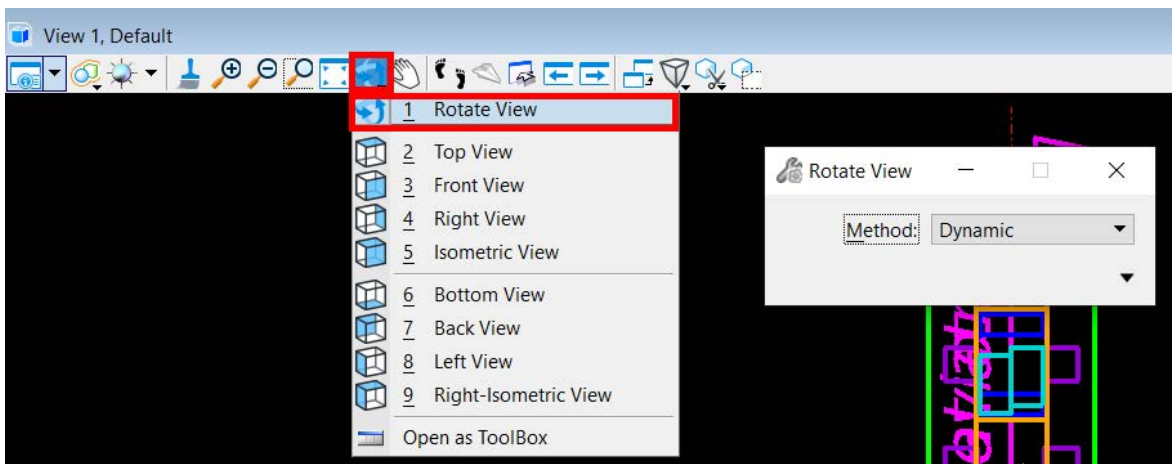 View 1, Default
1 Rotate View
2 Top View
3 Front View
4 Right View
5 Isometric View
6 Bottom View
7 Back View
8 Left View
9 Right-Isometric View
Open as ToolBox
Rotate View
Method: Dynamic